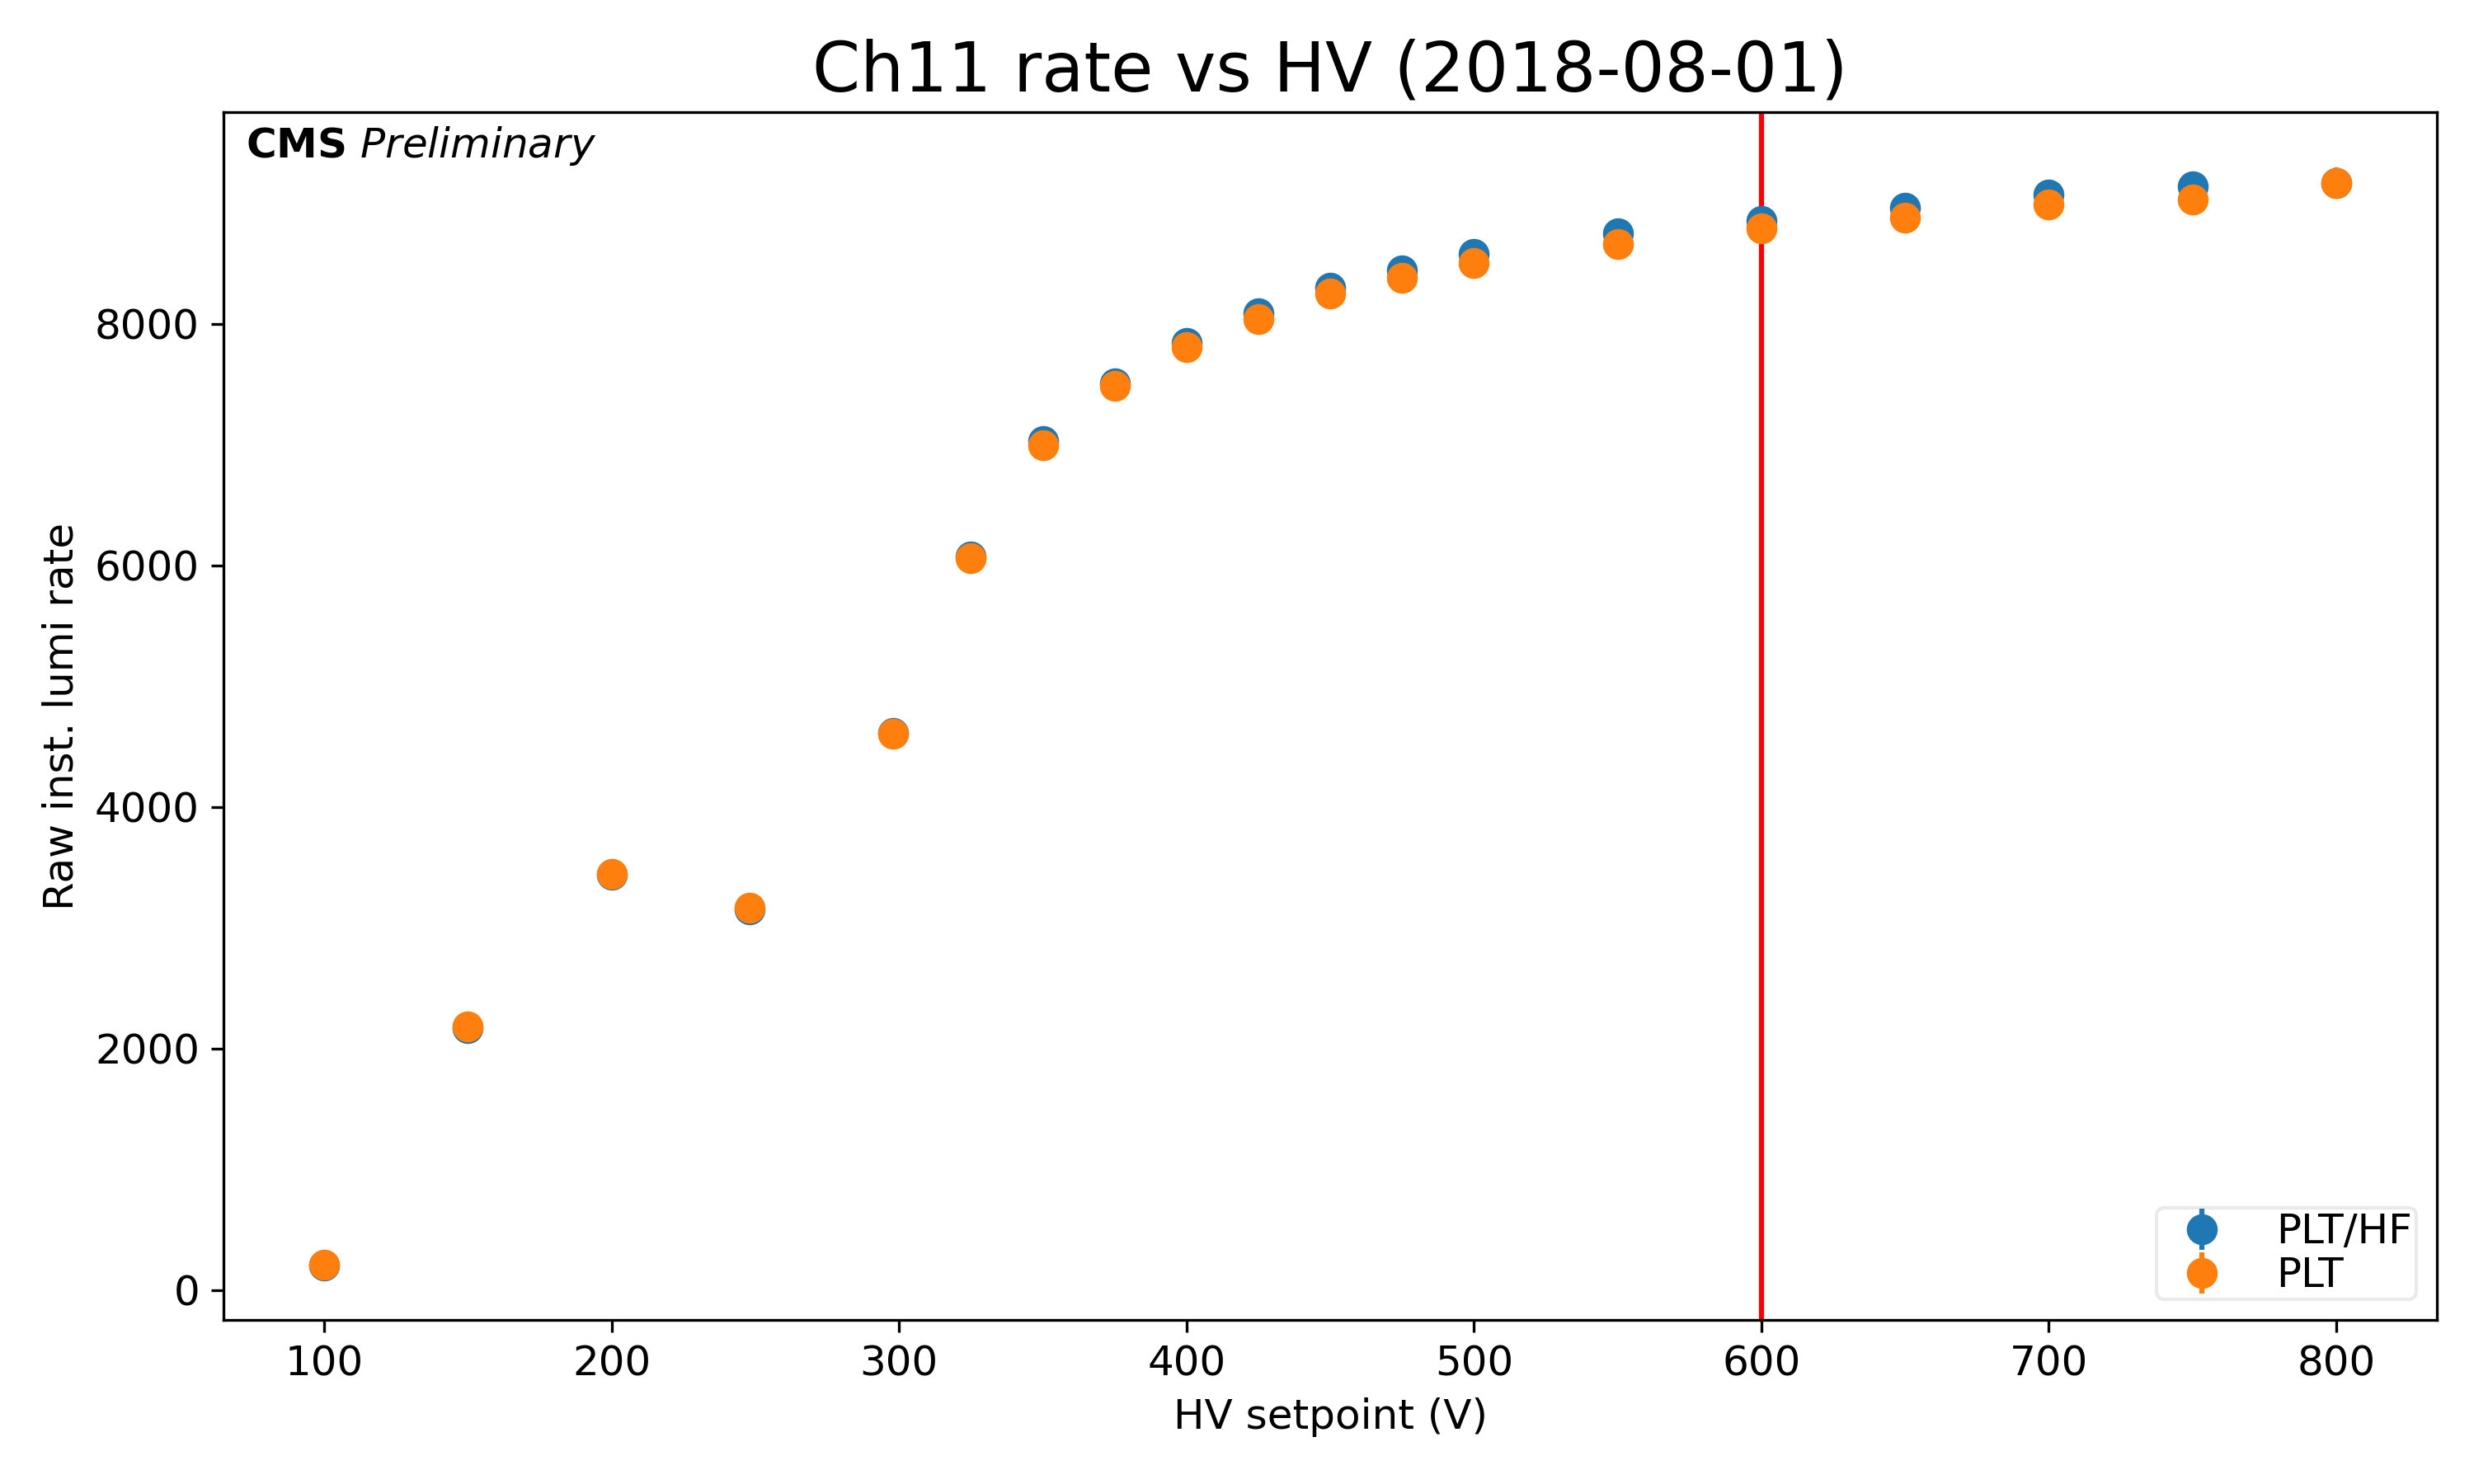 Ch11 rate vs HV (2018-08-01)
CMS Preliminary
Raw inst. lumi rate
8000
6000
4000
2000
0
100 200 300 400 500 600 700 800
HV setpoint (V)
PLT/HF
PLT